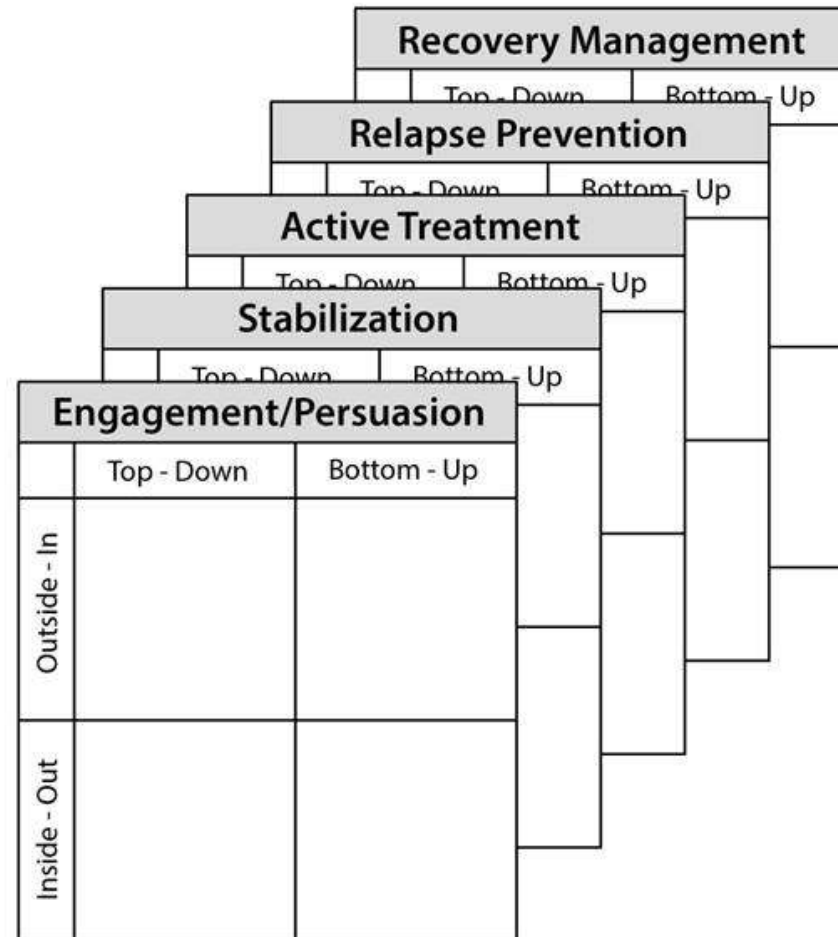 Recovery Management
Top - Down Bottom - Up
Relapse Prevention
Top - Down Bottom - Up
Active Treatment
Top - Down Bottom - Up
Stabilization
Top - Down Bottom - Up
Engagement/Persuasion
Top - Down Bottom - Up
Outside - In
Inside - Out